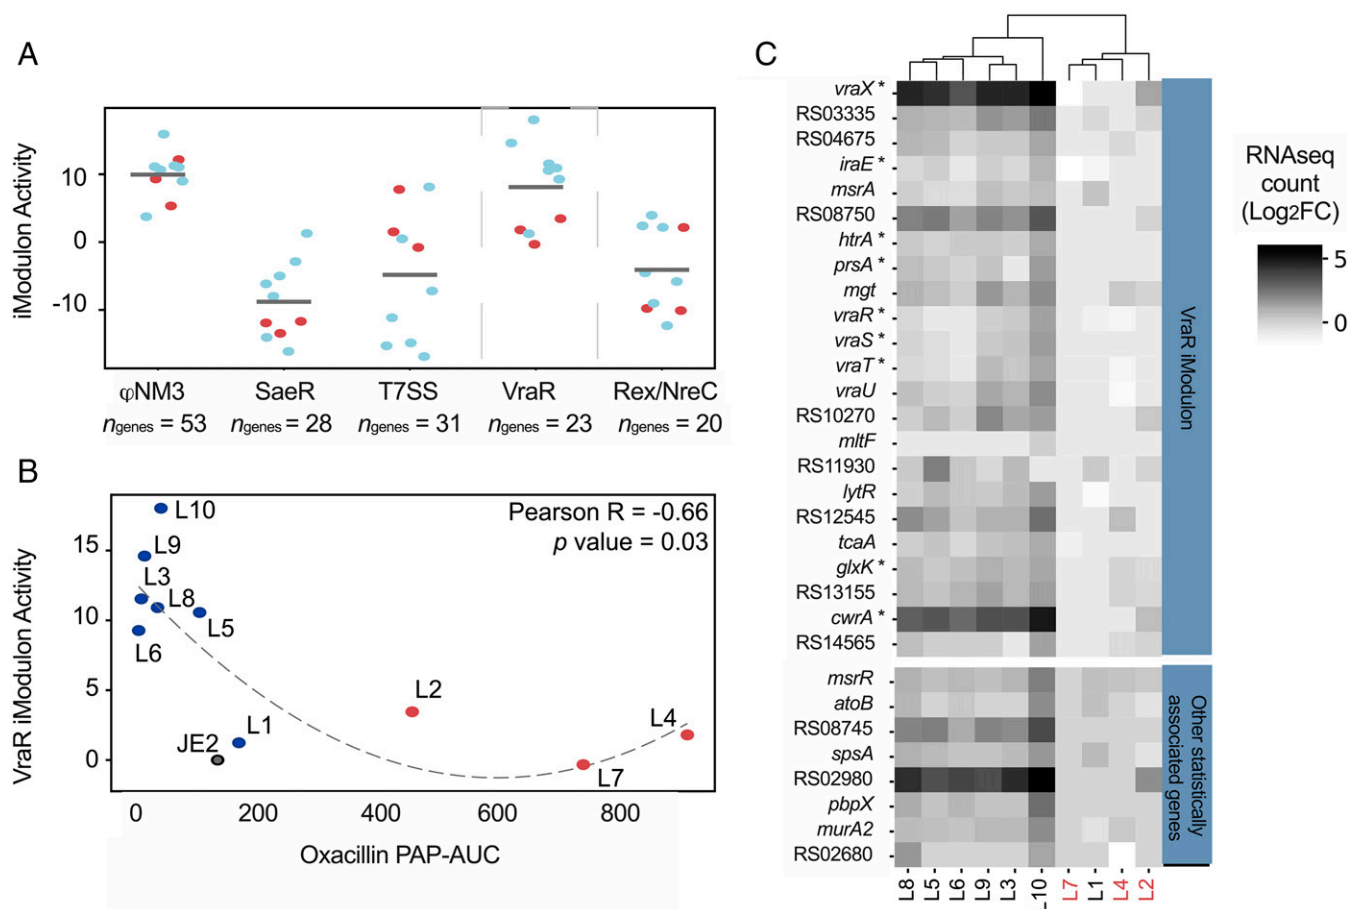 A
iModulon Activity
10
0
-10
φNM3
SaeR
T7SS
VraR
Rex/NreC
ngenes = 53
ngenes = 28
ngenes = 31
ngenes = 23
ngenes = 20
B
VraR iModulon Activity
15
10
5
0
L10
L9
L3
L8
L5
L6
L2
L1
JE2
L7
L4
Pearson R = -0.66
p value = 0.03
0
200
400
600
800
Oxacillin PAP-AUC
C
vraX *
RS03335
RS04675
iraE *
msrA
RS08750
htrA *
prsA *
mgt
vraR *
vraS *
vraT *
vraU
RS10270
mltF
RS11930
lytR
RS12545
tcaA
glxK *
RS13155
cwrA *
RS14565
msrR
atoB
RS08745
spsA
RS02980
pbpX
murA2
RS02680
L8
L5
L6
L9
L3
L10
L7
L1
L4
L2
VraR iModulon
Other statistically
associated genes
RNAseq
count
(Log2FC)
5
0